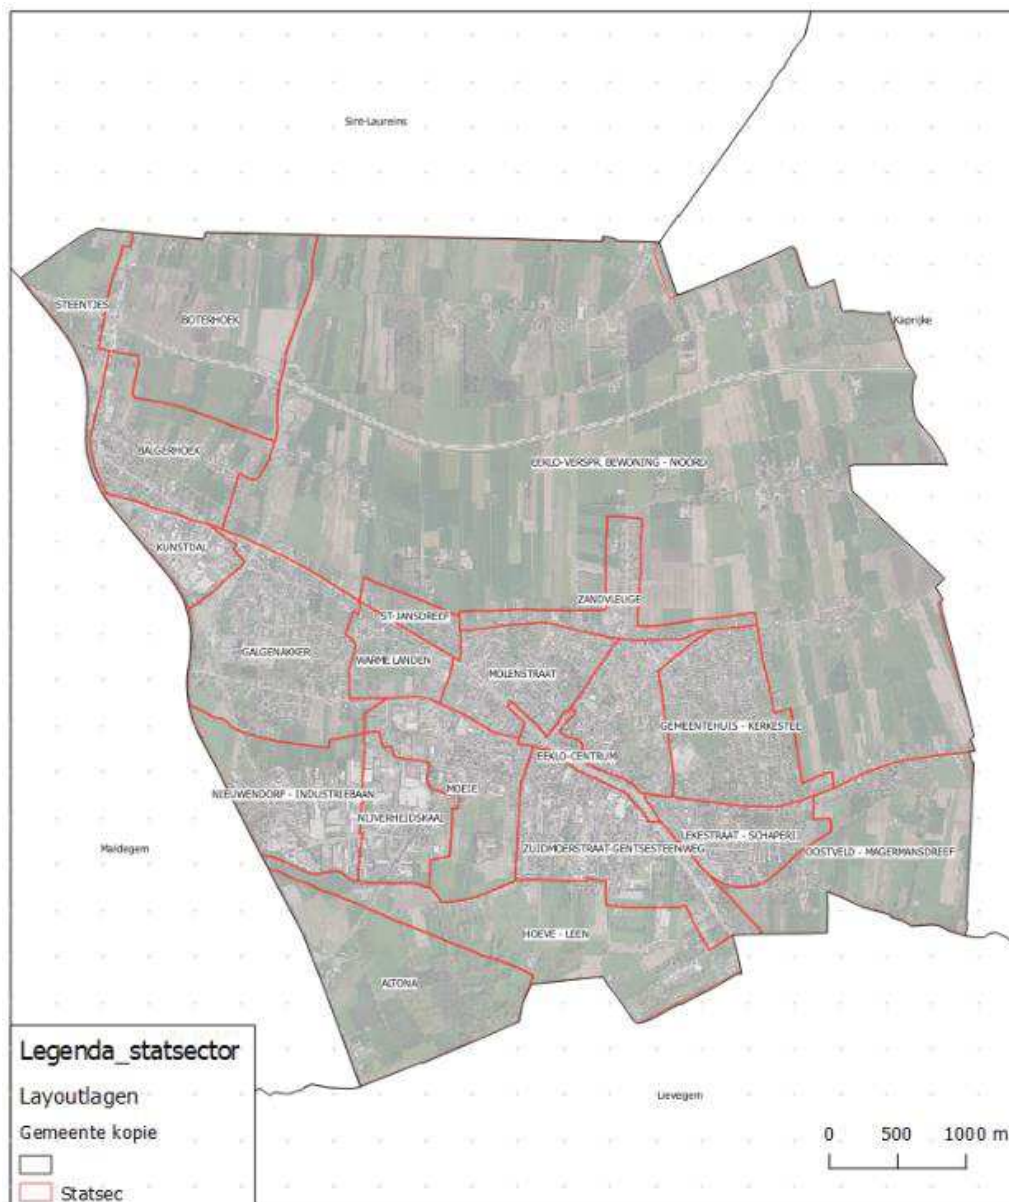 Sint-Laureins
STEENTJES
BOTERHOEK
Kaprijke
BALGERHOEK
EEKLO-VERSPR. BEWONING - NOORD
KUNSTDAL
ZANDVLEUGE
ST-JANSDREEF
GALGENAKKER
WARME LANDEN
MOLENSTRAAT
GEMEENTEHUIS - KERKESTEE
EEKLO-CENTRUM
NIEUWENDORP - INDUSTRIEBAAN
MOEIE
NIJVERHEIDSKAAL
LEKESTRAAT - SCHAPERIJ
Maldegem
ZUIDMOERSTRAAT-GENTSESTEENWEG
OOSTVELD - MAGERMANSDREEF
HOEVE - LEEN
ALTONA
Legenda_statsector
Layoutlagen
Lievegem
Gemeente kopie
0 500 1000 m
Statsec